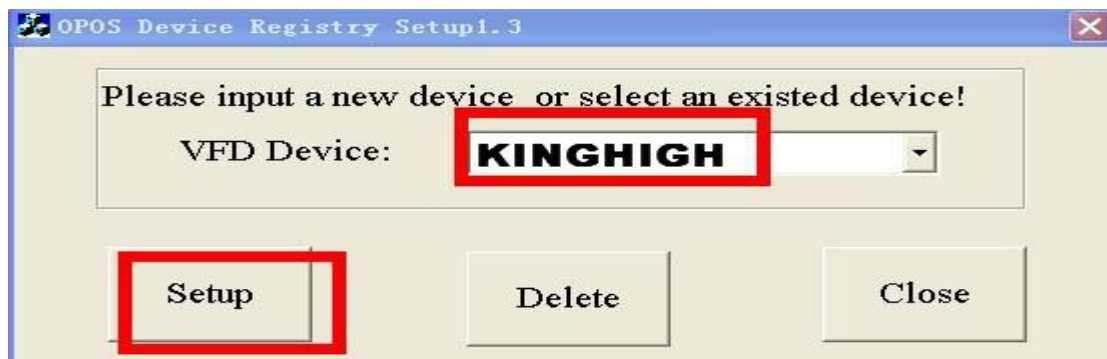 OPOS Device Registry Setup1.3
Please input a new device or select an existed device!
VFD Device: KINGHIGH
Setup Delete Close